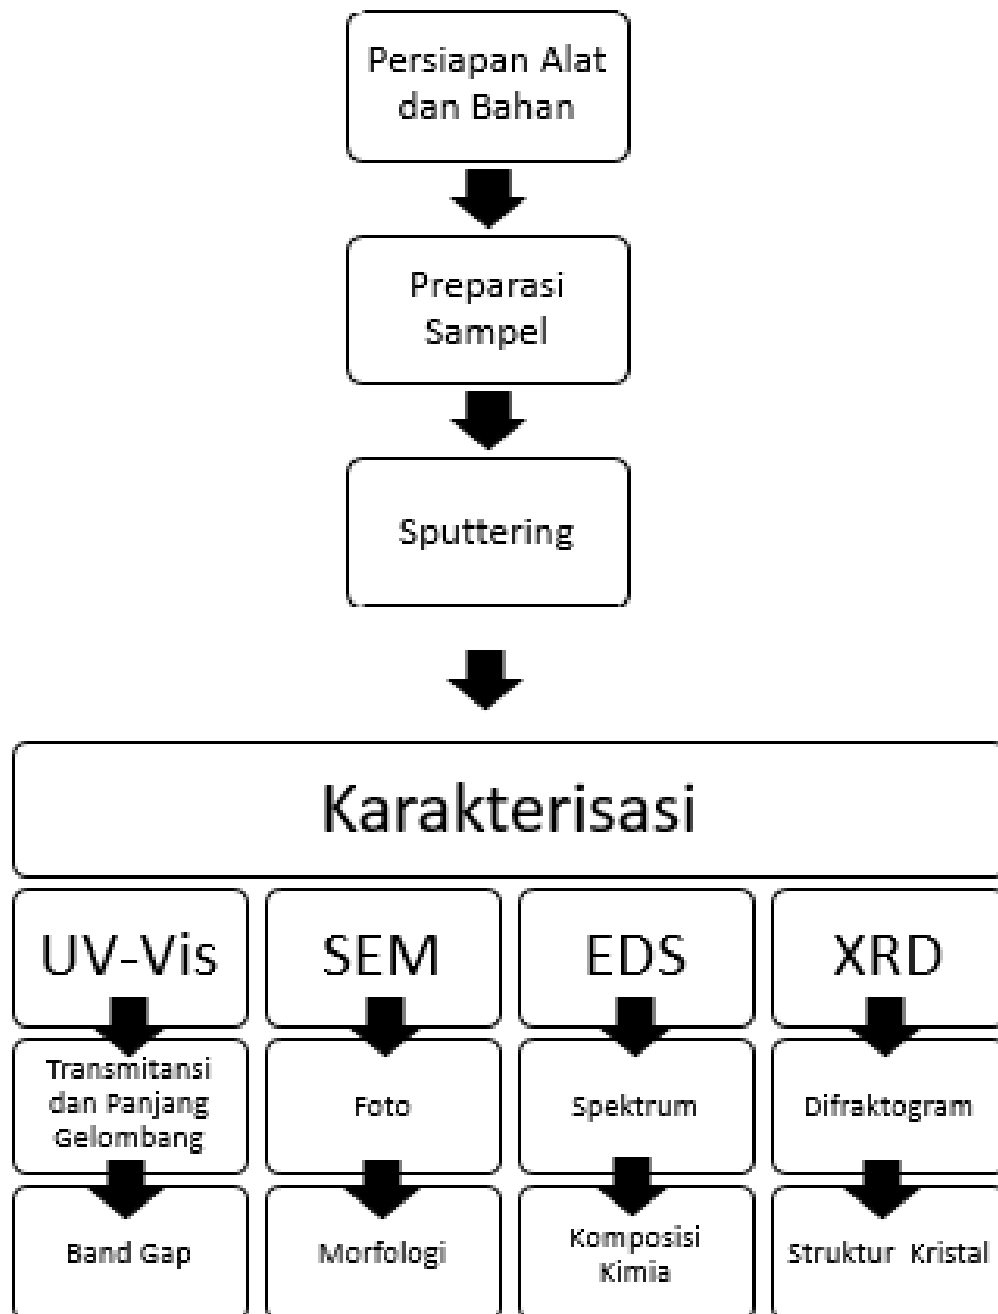 Persiapan Alat
dan Bahan
Preparasi
Sampel
Sputtering
Karakterisasi
UV-Vis
SEM
EDS
XRD
Transmitansi
dan Panjang
Gelombang
Foto
Spektrum
Difraktogram
Band Gap
Morfologi
Komposisi
Kimia
Struktur Kristal